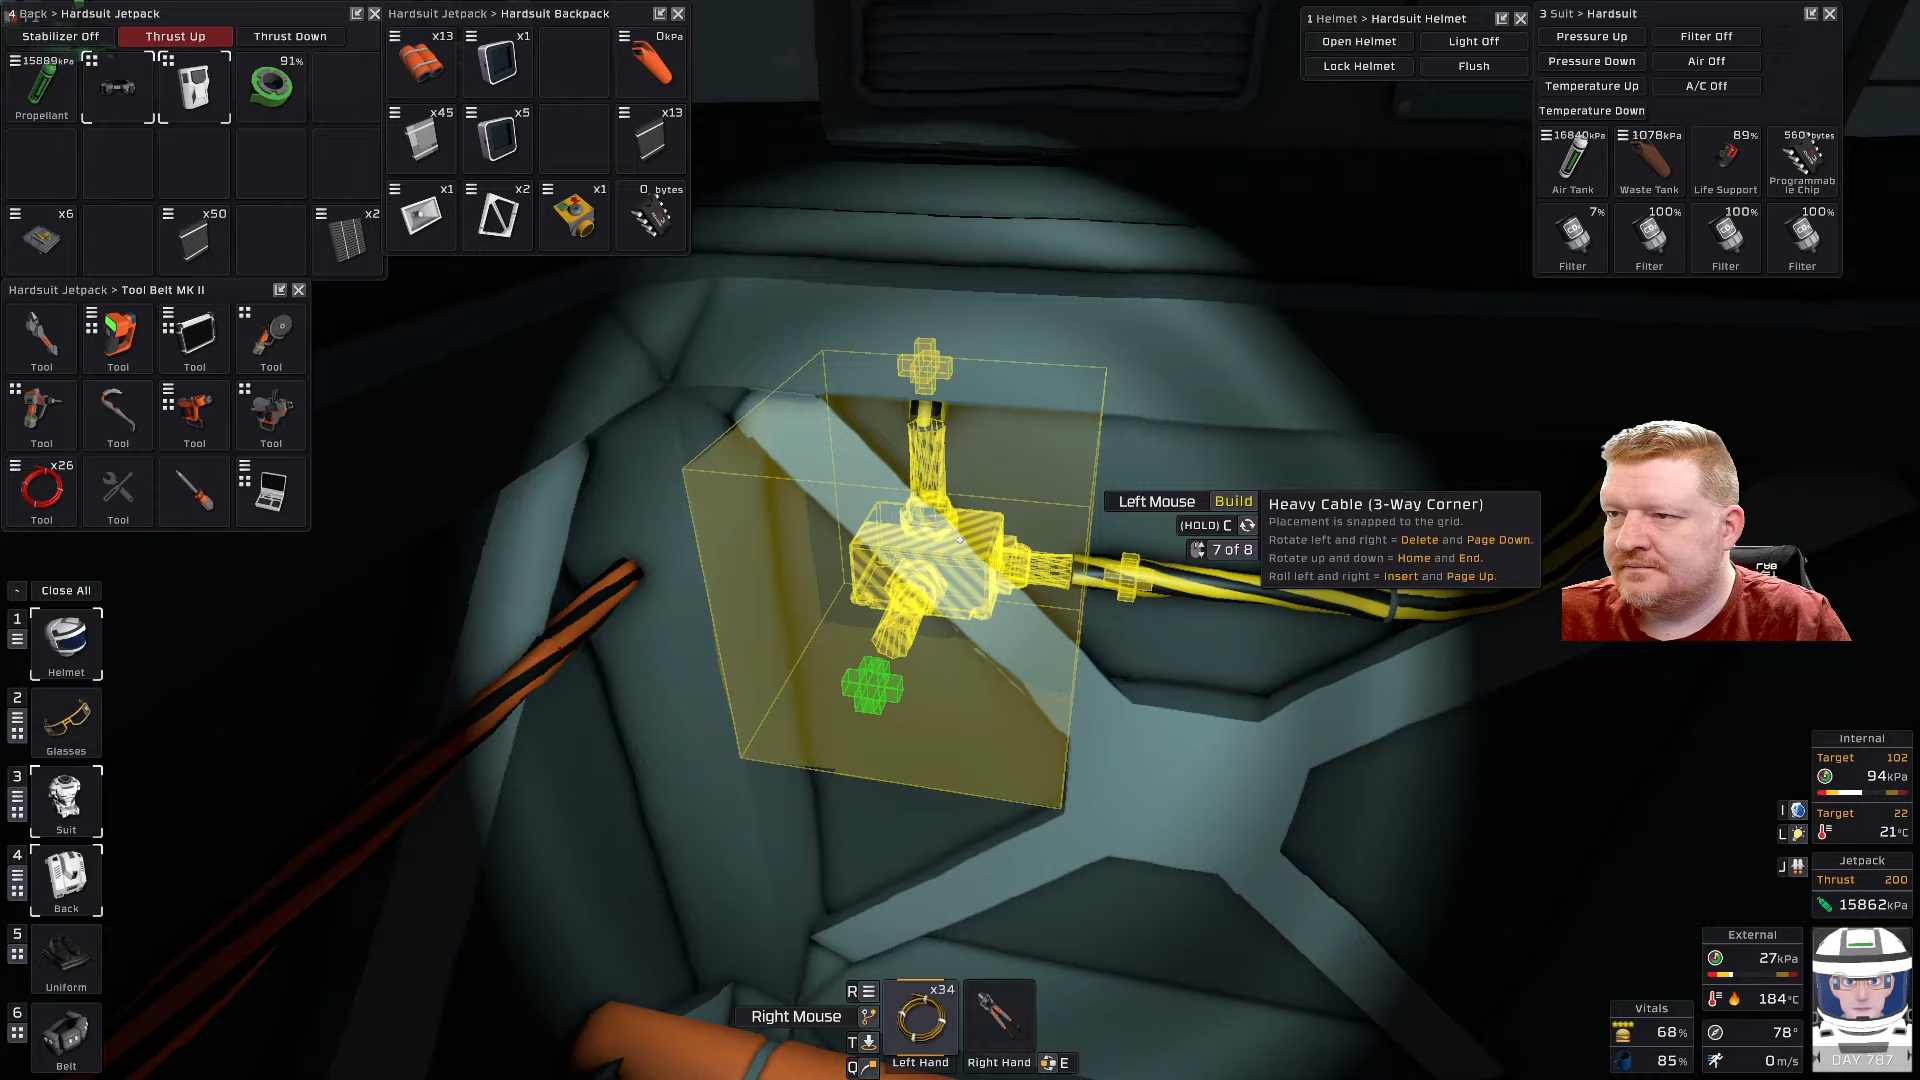 4 Back > Hardsuit Jetpack
Stabilizer Off
Thrust Up
Thrust Down
15889kPa
Propellant
91%
x6
x50
x2
Hardsuit Jetpack > Hardsuit Backpack
x13
x1
0kPa
x45
x5
x13
x1
x2
x1
0 bytes
Hardsuit Jetpack > Tool Belt MK II
Tool
Tool
Tool
Tool
Tool
Tool
Tool
Tool
x26
Tool
Tool
1 Helmet > Hardsuit Helmet
Open Helmet
Light Off
Lock Helmet
Flush
3 Suit > Hardsuit
Pressure Up
Filter Off
Pressure Down
Air Off
Temperature Up
A/C Off
Temperature Down
16840kPa
Air Tank
1078kPa
Waste Tank
89%
Life Support
560 bytes
Programmab
le Chip
7%
Filter
100%
Filter
100%
Filter
100%
Filter
Left Mouse
Build
(HOLD) C
7 of 8
Heavy Cable (3-Way Corner)
Placement is snapped to the grid.
Rotate left and right = Delete and Page Down.
Rotate up and down = Home and End.
Roll left and right = Insert and Page Up.
Close All
1
Helmet
2
Glasses
3
Suit
4
Back
5
Uniform
6
Belt
Right Mouse
R
T
Q
x34
Left Hand
Right Hand
E
Internal
Target 102
94kPa
Target 22
21°C
I
L
J
Jetpack
Thrust 200
15862kPa
External
27kPa
184°C
78°
0m/s
Vitals
68%
85%
DAY 787